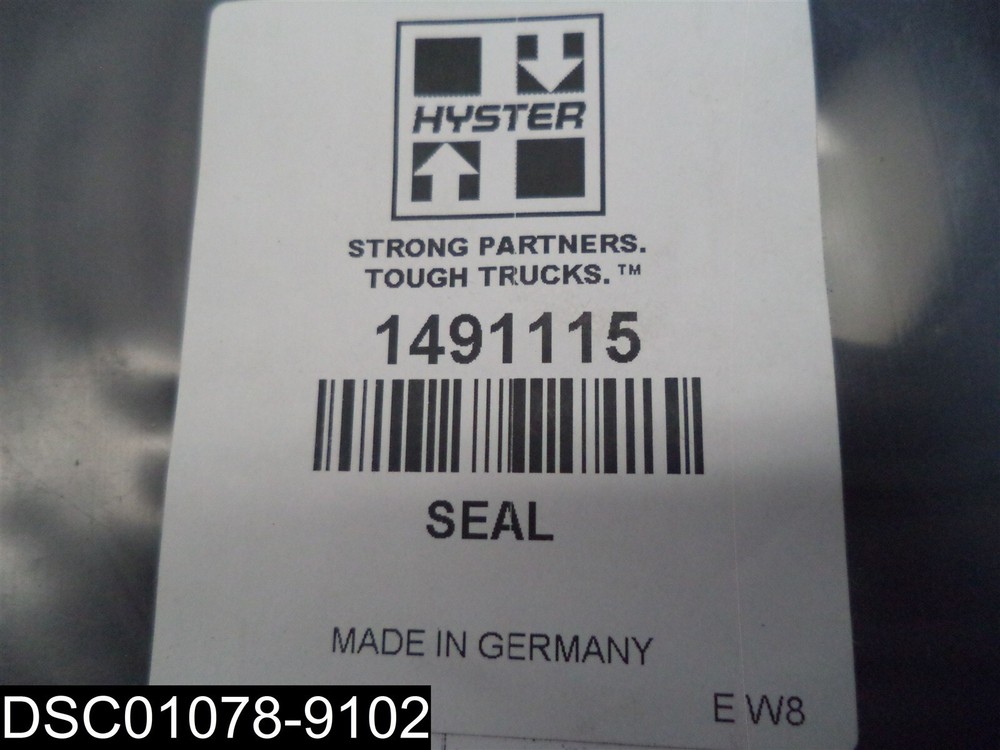 HYSTER
STRONG PARTNERS.
TOUGH TRUCKS.™
1491115
SEAL
MADE IN GERMANY
E W8
DSC01078-9102